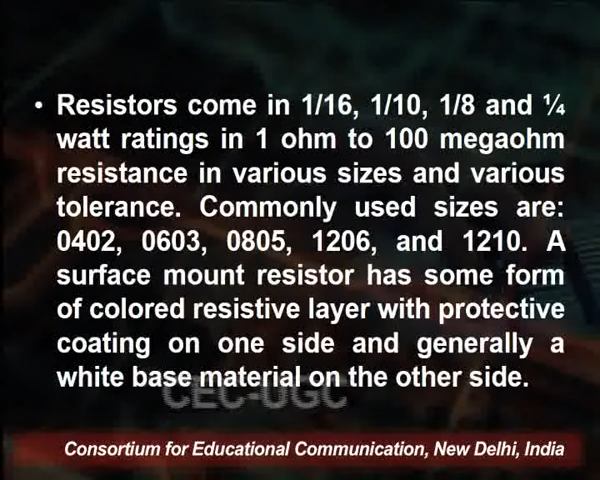 • Resistors come in 1/16, 1/10, 1/8 and ¼
watt ratings in 1 ohm to 100 megaohm
resistance in various sizes and various
tolerance. Commonly used sizes are:
0402, 0603, 0805, 1206, and 1210. A
surface mount resistor has some form
of colored resistive layer with protective
coating on one side and generally a
white base material on the other side.
CEC-UGC
Consortium for Educational Communication, New Delhi, India